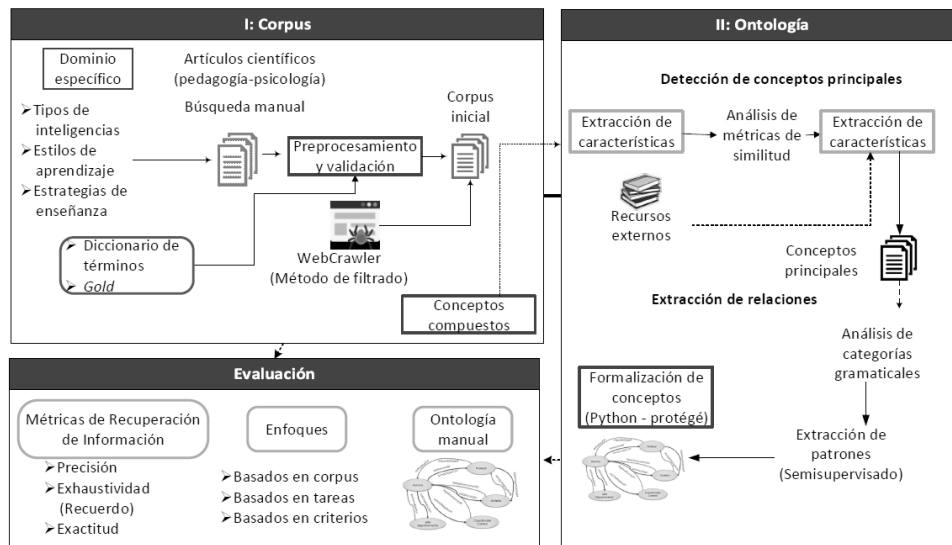 I: Corpus
Dominio
específico
Artículos científicos
(pedagogía-psicología)
Búsqueda manual
Corpus
inicial
➢Tipos de
inteligencias
➢Estilos de
aprendizaje
➢Estrategias de
enseñanza
Preprocesamiento
y validación
➢ Diccionario de
términos
➢ Gold
WebCrawler
(Método de filtrado)
Conceptos
compuestos
II: Ontología
Detección de conceptos principales
Extracción de
características
Análisis de
métricas de
similitud
Extracción de
características
Recursos
externos
Conceptos
principales
Extracción de relaciones
Análisis de
categorías
gramaticales
Formalización de
conceptos
(Python - protégé)
Extracción de
patrones
(Semisupervisado)
Evaluación
Métricas de Recuperación
de Información
➢ Precisión
➢ Exhaustividad
(Recuerdo)
➢ Exactitud
Enfoques
➢Basados en corpus
➢Basados en tareas
➢Basados en criterios
Ontología
manual